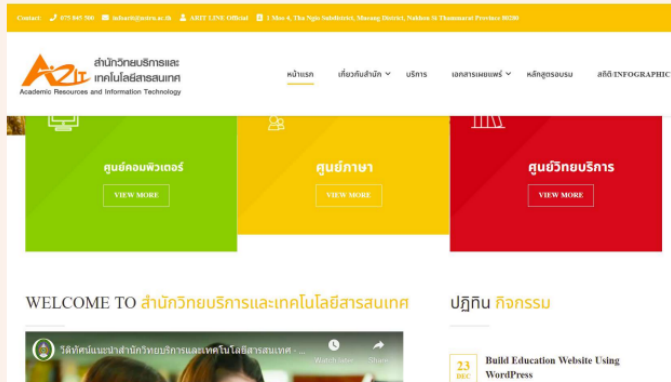 Contact: 075 845 500 ARIT LINE Official 1 Moo 4, Tha Ngio Subdistrict, Mueang District, Nakhon Si Thammarat Province 80280
สำนักวิทยบริการและ
เทคโนโลยีสารสนเทศ
Academic Resources and Information Technology
หน้าแรก เกี่ยวกับสำนัก บริการ เอกสารเผยแพร่ หลักสูตรอบรม สถิติ/INFOGRAPHIC
ศูนย์คอมพิวเตอร์ ศูนย์ภาษา ศูนย์วิทยบริการ
VIEW MORE VIEW MORE VIEW MORE
WELCOME TO สำนักวิทยบริการและเทคโนโลยีสารสนเทศ ปฏิทิน กิจกรรม
วีดิทัศน์แนะนำสำนักวิทยบริการและเทคโนโลยีสารสนเทศ - ...
Watch later Share
23 Build Education Website Using
DEC WordPress